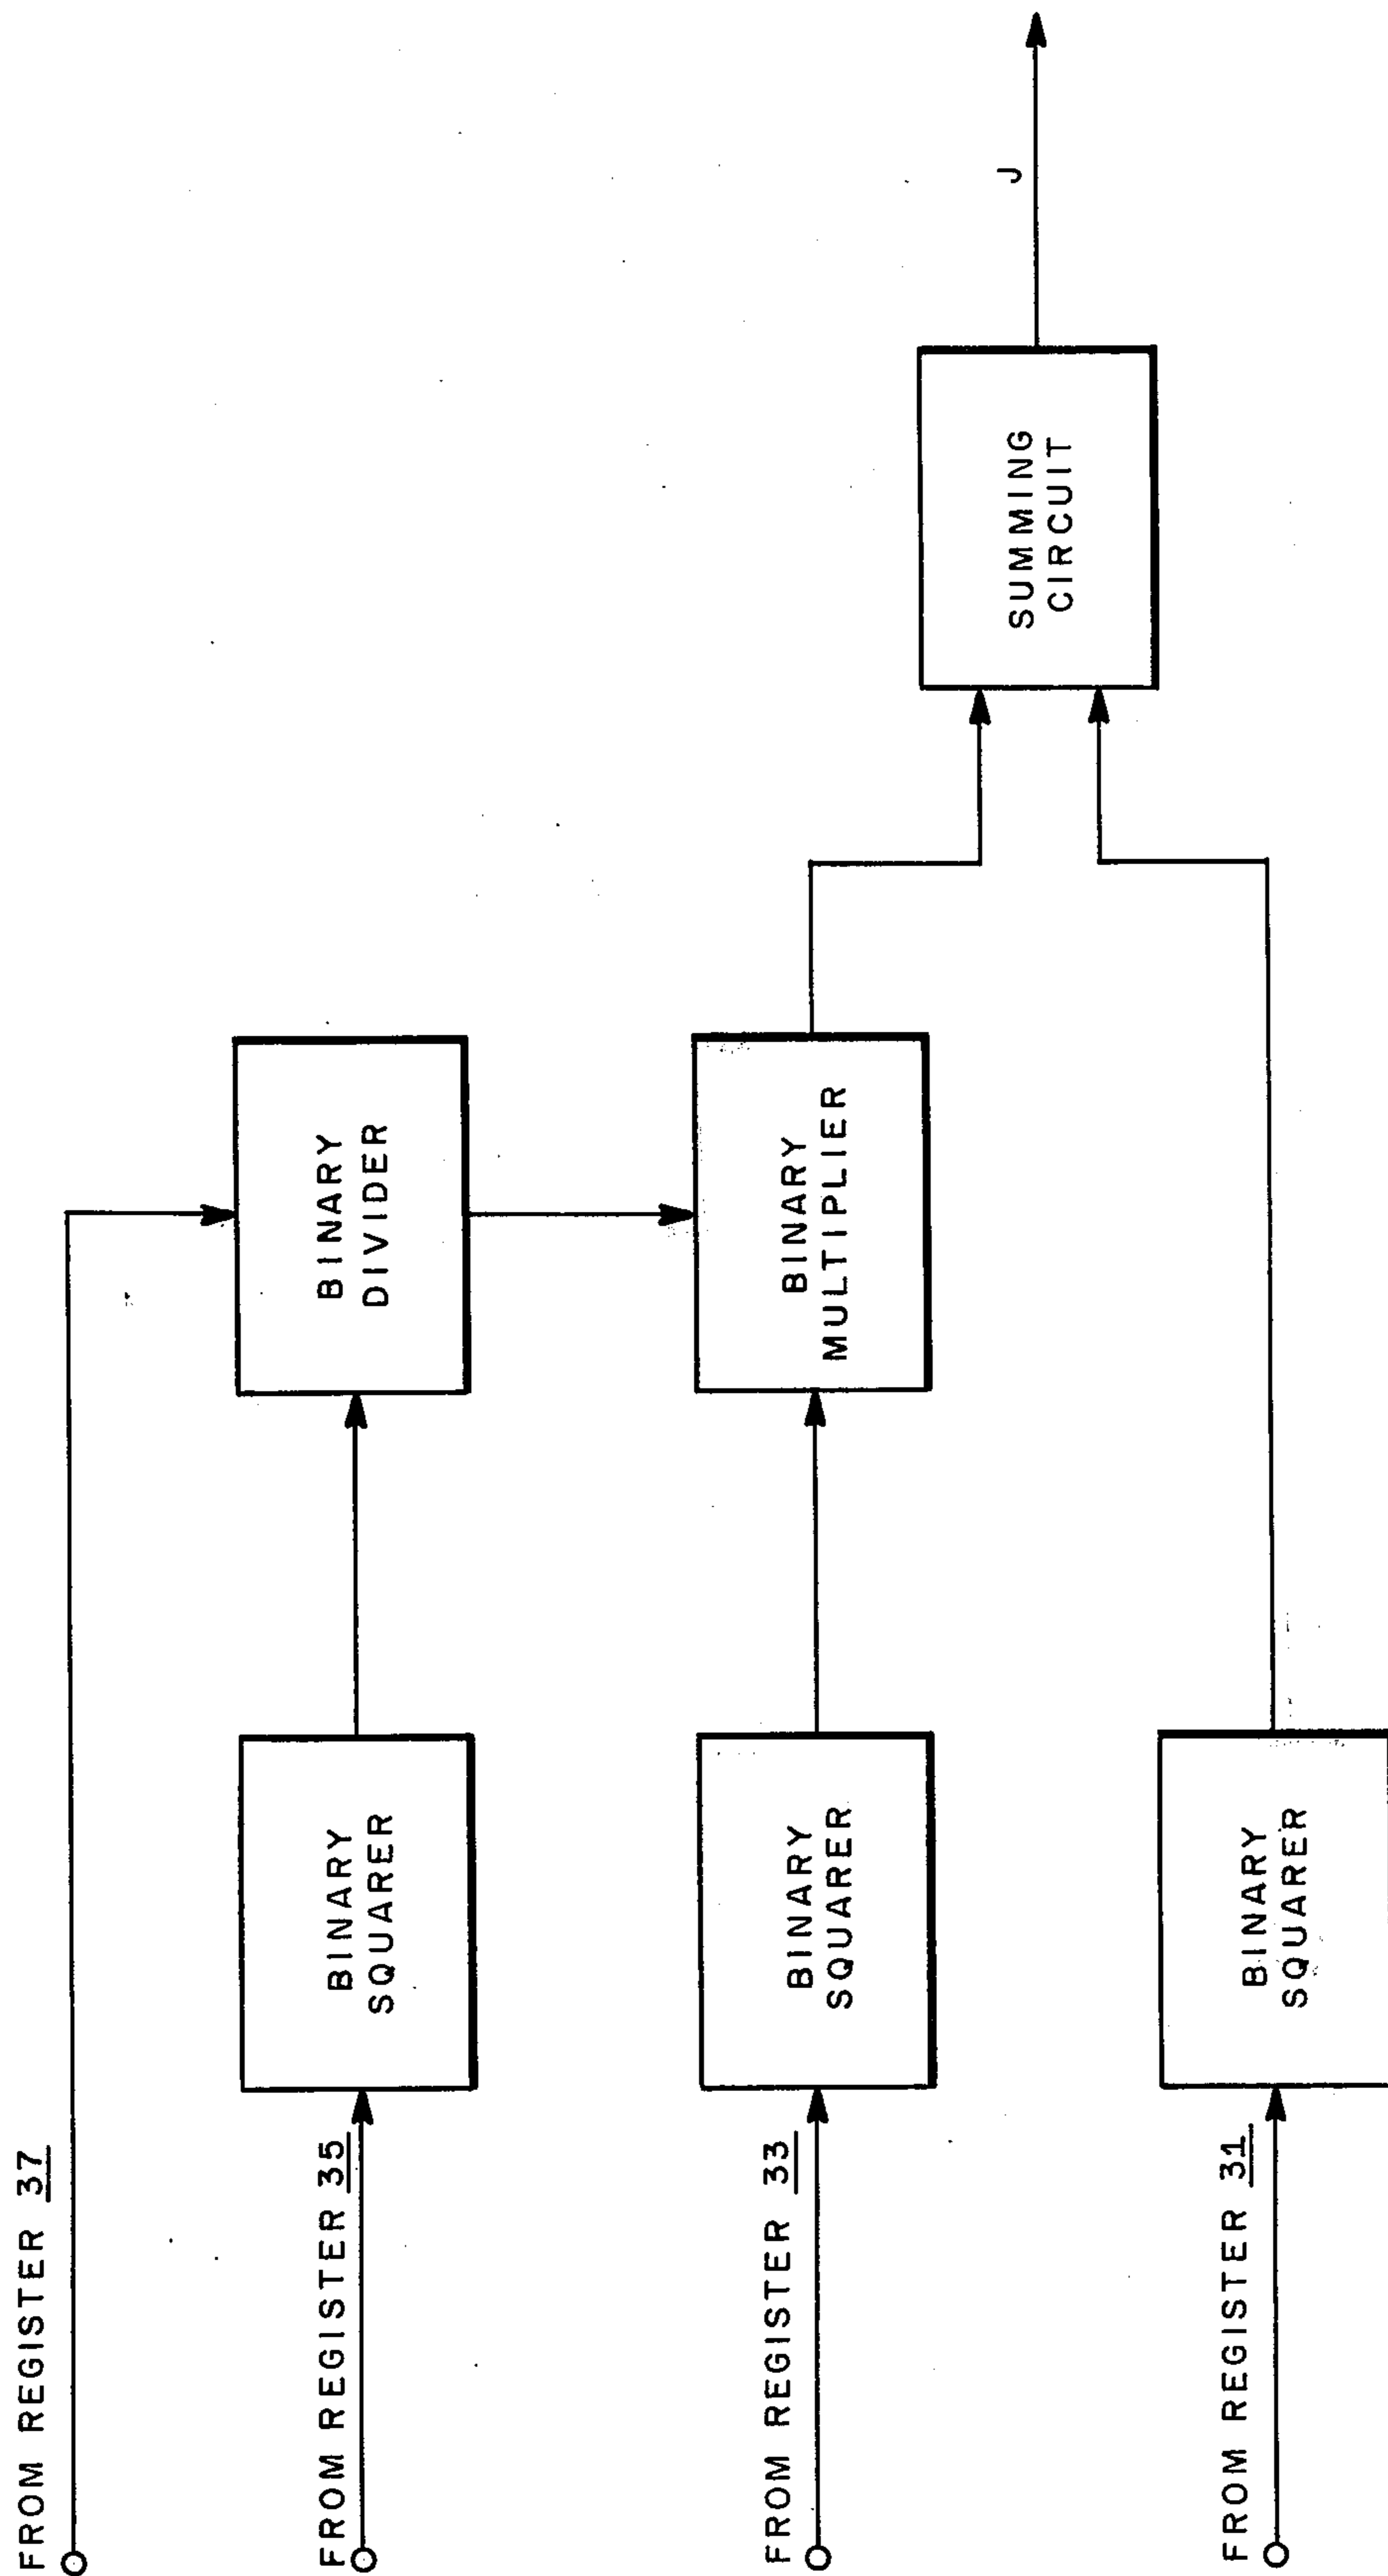 FROM REGISTER 37
FROM REGISTER 35
BINARY
SQUARER
BINARY
DIVIDER
FROM REGISTER 33
BINARY
SQUARER
BINARY
MULTIPLIER
SUMMING
CIRCUIT
J
FROM REGISTER 31
BINARY
SQUARER